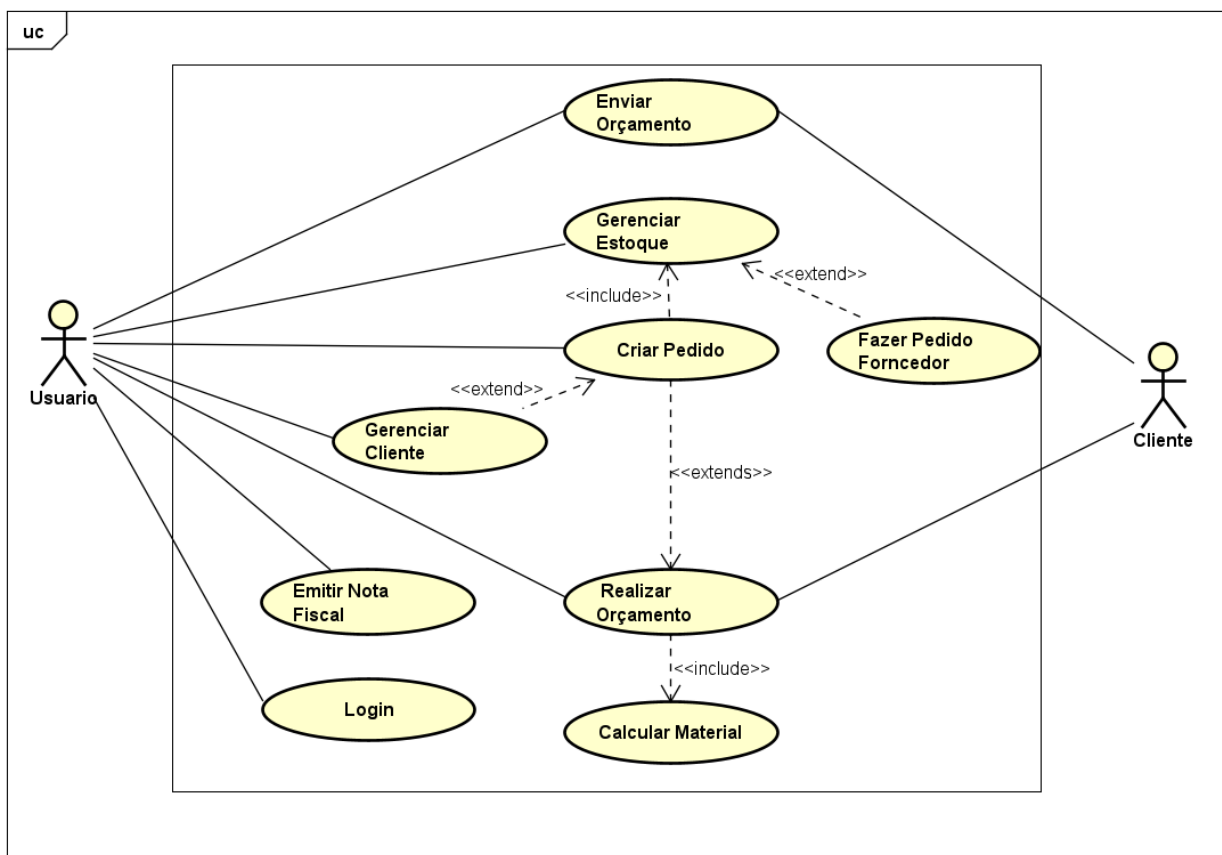 uc
Enviar
Orçamento
Gerenciar
Estoque
<<extend>>
<<include>>
Criar Pedido
Fazer Pedido
Forncedor
Usuario
<<extend>>
Gerenciar
Cliente
Cliente
<<extends>>
Emitir Nota
Fiscal
Realizar
Orçamento
<<include>>
Login
Calcular Material